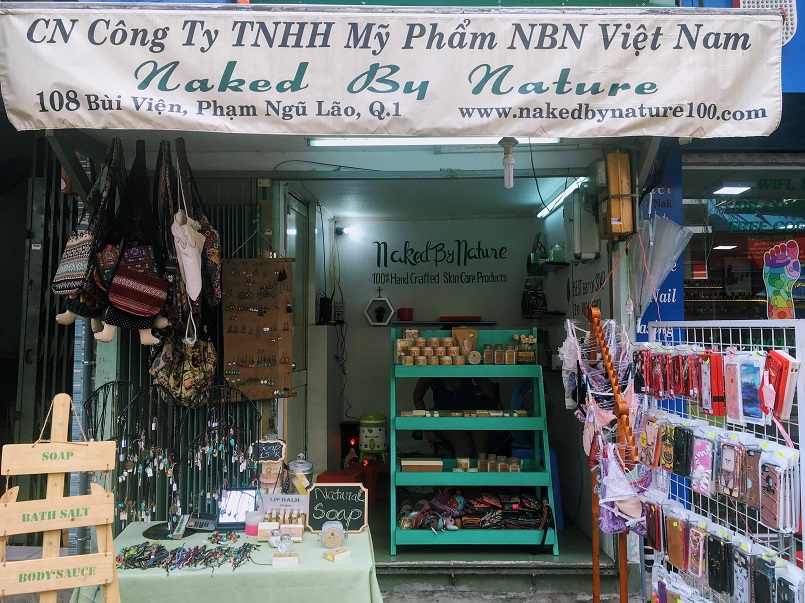 CN Công Ty TNHH Mỹ Phẩm NBN Việt Nam
Naked By Nature
108 Bùi Viện, Phạm Ngũ Lão, Q.1 www.nakedbynature100.com
Naked By Nature
100% Hand Crafted Skin Care Products
WIFI
Nail
Nail
SOAP
BATH SALT
BODY SAUCE
LIP BALM
Natural
Soap